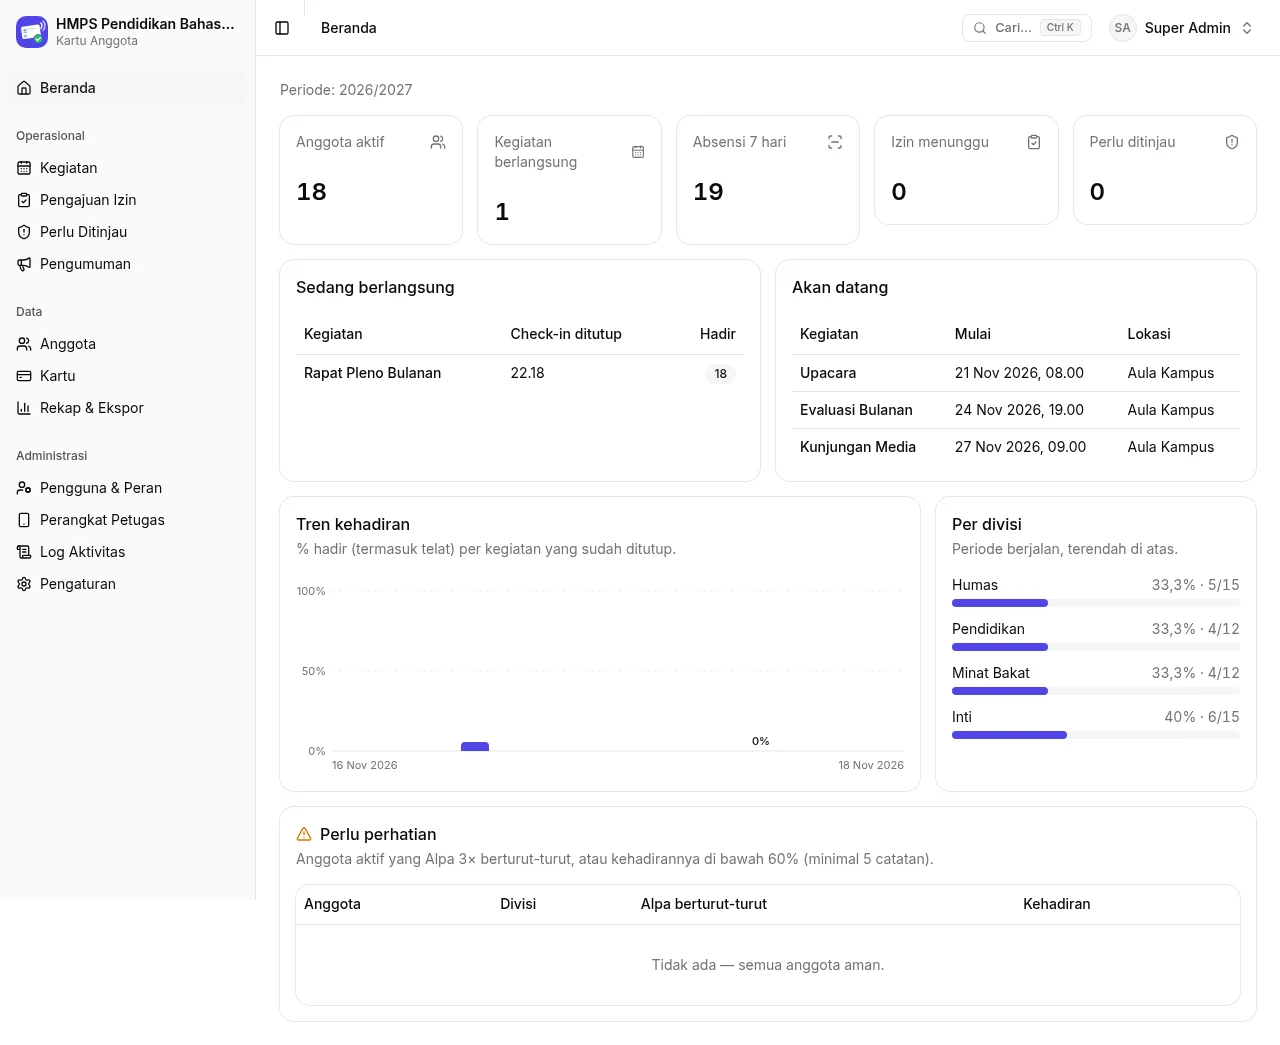 HMPS Pendidikan Bahas...
Kartu Anggota
Beranda
Operasional
Kegiatan
Pengajuan Izin
Perlu Ditinjau
Pengumuman
Data
Anggota
Kartu
Rekap & Ekspor
Administrasi
Pengguna & Peran
Perangkat Petugas
Log Aktivitas
Pengaturan
Beranda
Cari... Ctrl K
SA Super Admin
Periode: 2026/2027
Anggota aktif
18
Kegiatan
berlangsung
1
Absensi 7 hari
19
Izin menunggu
0
Perlu ditinjau
0
Sedang berlangsung
Kegiatan Check-in ditutup Hadir
Rapat Pleno Bulanan 22.18 18
Akan datang
Kegiatan Mulai Lokasi
Upacara 21 Nov 2026, 08.00 Aula Kampus
Evaluasi Bulanan 24 Nov 2026, 19.00 Aula Kampus
Kunjungan Media 27 Nov 2026, 09.00 Aula Kampus
Tren kehadiran
% hadir (termasuk telat) per kegiatan yang sudah ditutup.
100%
50%
0%
0%
16 Nov 2026 18 Nov 2026
Per divisi
Periode berjalan, terendah di atas.
Humas 33,3% · 5/15
Pendidikan 33,3% · 4/12
Minat Bakat 33,3% · 4/12
Inti 40% · 6/15
Perlu perhatian
Anggota aktif yang Alpa 3× berturut-turut, atau kehadirannya di bawah 60% (minimal 5 catatan).
Anggota Divisi Alpa berturut-turut Kehadiran
Tidak ada — semua anggota aman.